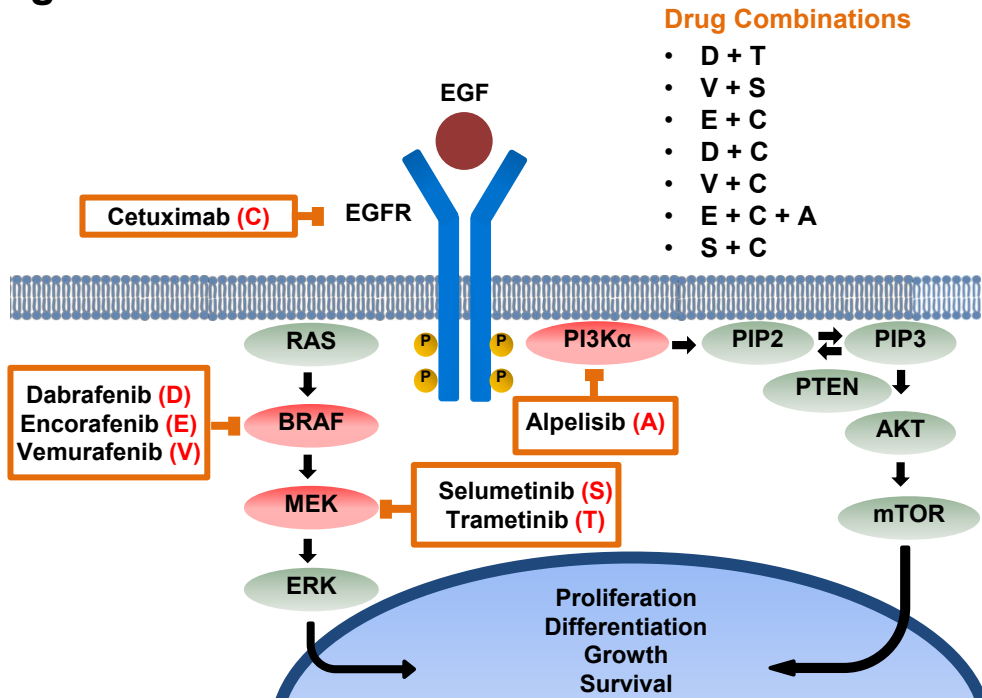 g
Drug Combinations
• D + T
• V + S
• E + C
• D + C
• V + C
• E + C + A
• S + C
EGF
Cetuximab (C)
EGFR
RAS
P
P
P
P
PI3Kα
PIP2
PIP3
PTEN
Dabrafenib (D)
Encorafenib (E)
Vemurafenib (V)
BRAF
Alpelisib (A)
AKT
MEK
Selumetinib (S)
Trametinib (T)
mTOR
ERK
Proliferation
Differentiation
Growth
Survival